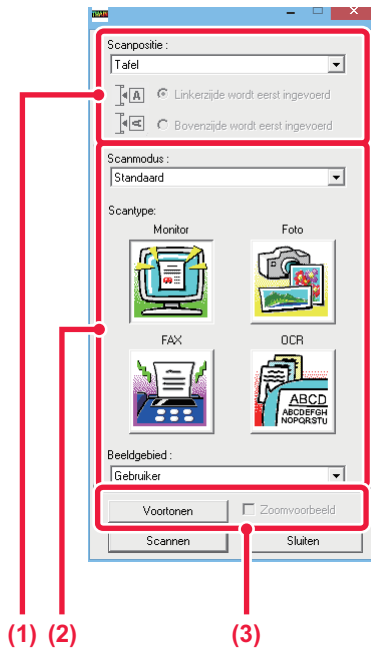 TWAIN
Scanpositie :
Tafel
A Linkerzijde wordt eerst ingevoerd
A Bovenzijde wordt eerst ingevoerd
Scanmodus :
Standaard
Scantype:
Monitor Foto
FAX OCR
ABCD
ABCDEFGH
NOPQRSTU
Beeldgebied :
Gebruiker
Voortonen Zoomvoorbeeld
Scannen Sluiten
(1) (2) (3)